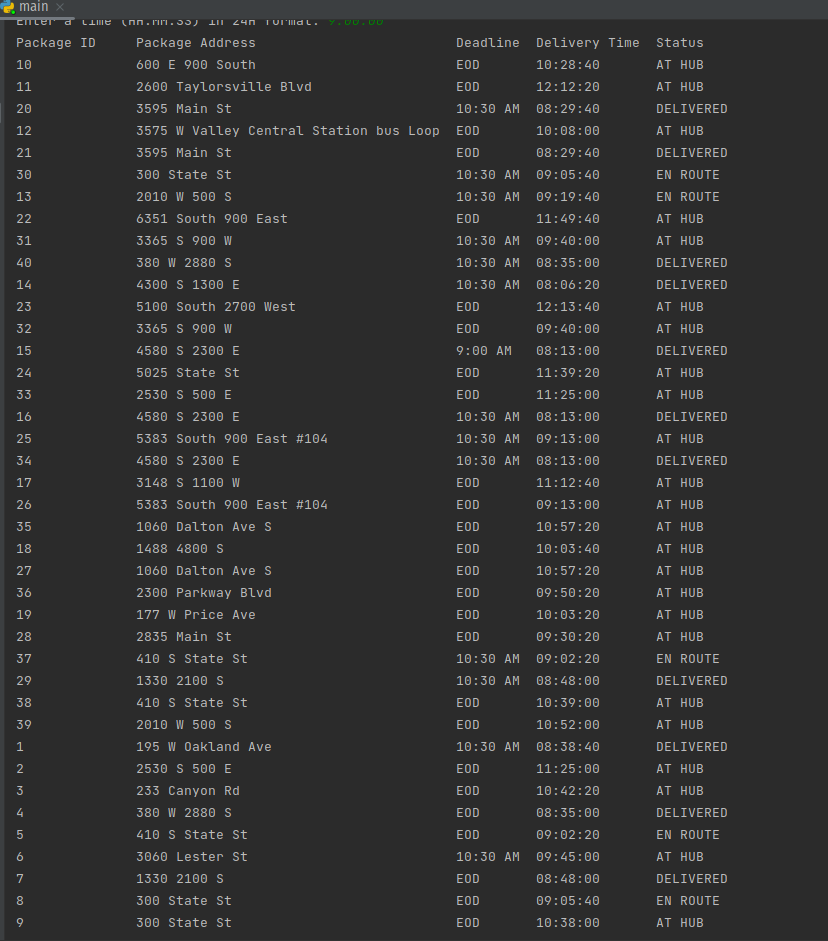 main
Enter a time (HH:MM:SS) in 24H format: 9:00:00
Package ID Package Address Deadline Delivery Time Status
10 600 E 900 South EOD 10:28:40 AT HUB
11 2600 Taylorsville Blvd EOD 12:12:20 AT HUB
20 3595 Main St 10:30 AM 08:29:40 DELIVERED
12 3575 W Valley Central Station bus Loop EOD 10:08:00 AT HUB
21 3595 Main St EOD 08:29:40 DELIVERED
30 300 State St 10:30 AM 09:05:40 EN ROUTE
13 2010 W 500 S 10:30 AM 09:19:40 EN ROUTE
22 6351 South 900 East EOD 11:49:40 AT HUB
31 3365 S 900 W 10:30 AM 09:40:00 AT HUB
40 380 W 2880 S 10:30 AM 08:35:00 DELIVERED
14 4300 S 1300 E 10:30 AM 08:06:20 DELIVERED
23 5100 South 2700 West EOD 12:13:40 AT HUB
32 3365 S 900 W EOD 09:40:00 AT HUB
15 4580 S 2300 E 9:00 AM 08:13:00 DELIVERED
24 5025 State St EOD 11:39:20 AT HUB
33 2530 S 500 E EOD 11:25:00 AT HUB
16 4580 S 2300 E 10:30 AM 08:13:00 DELIVERED
25 5383 South 900 East #104 10:30 AM 09:13:00 AT HUB
34 4580 S 2300 E 10:30 AM 08:13:00 DELIVERED
17 3148 S 1100 W EOD 11:12:40 AT HUB
26 5383 South 900 East #104 EOD 09:13:00 AT HUB
35 1060 Dalton Ave S EOD 10:57:20 AT HUB
18 1488 4800 S EOD 10:03:40 AT HUB
27 1060 Dalton Ave S EOD 10:57:20 AT HUB
36 2300 Parkway Blvd EOD 09:50:20 AT HUB
19 177 W Price Ave EOD 10:03:20 AT HUB
28 2835 Main St EOD 09:30:20 AT HUB
37 410 S State St 10:30 AM 09:02:20 EN ROUTE
29 1330 2100 S 10:30 AM 08:48:00 DELIVERED
38 410 S State St EOD 10:39:00 AT HUB
39 2010 W 500 S EOD 10:52:00 AT HUB
1 195 W Oakland Ave 10:30 AM 08:38:40 DELIVERED
2 2530 S 500 E EOD 11:25:00 AT HUB
3 233 Canyon Rd EOD 10:42:20 AT HUB
4 380 W 2880 S EOD 08:35:00 DELIVERED
5 410 S State St EOD 09:02:20 EN ROUTE
6 3060 Lester St 10:30 AM 09:45:00 AT HUB
7 1330 2100 S EOD 08:48:00 DELIVERED
8 300 State St EOD 09:05:40 EN ROUTE
9 300 State St EOD 10:38:00 AT HUB